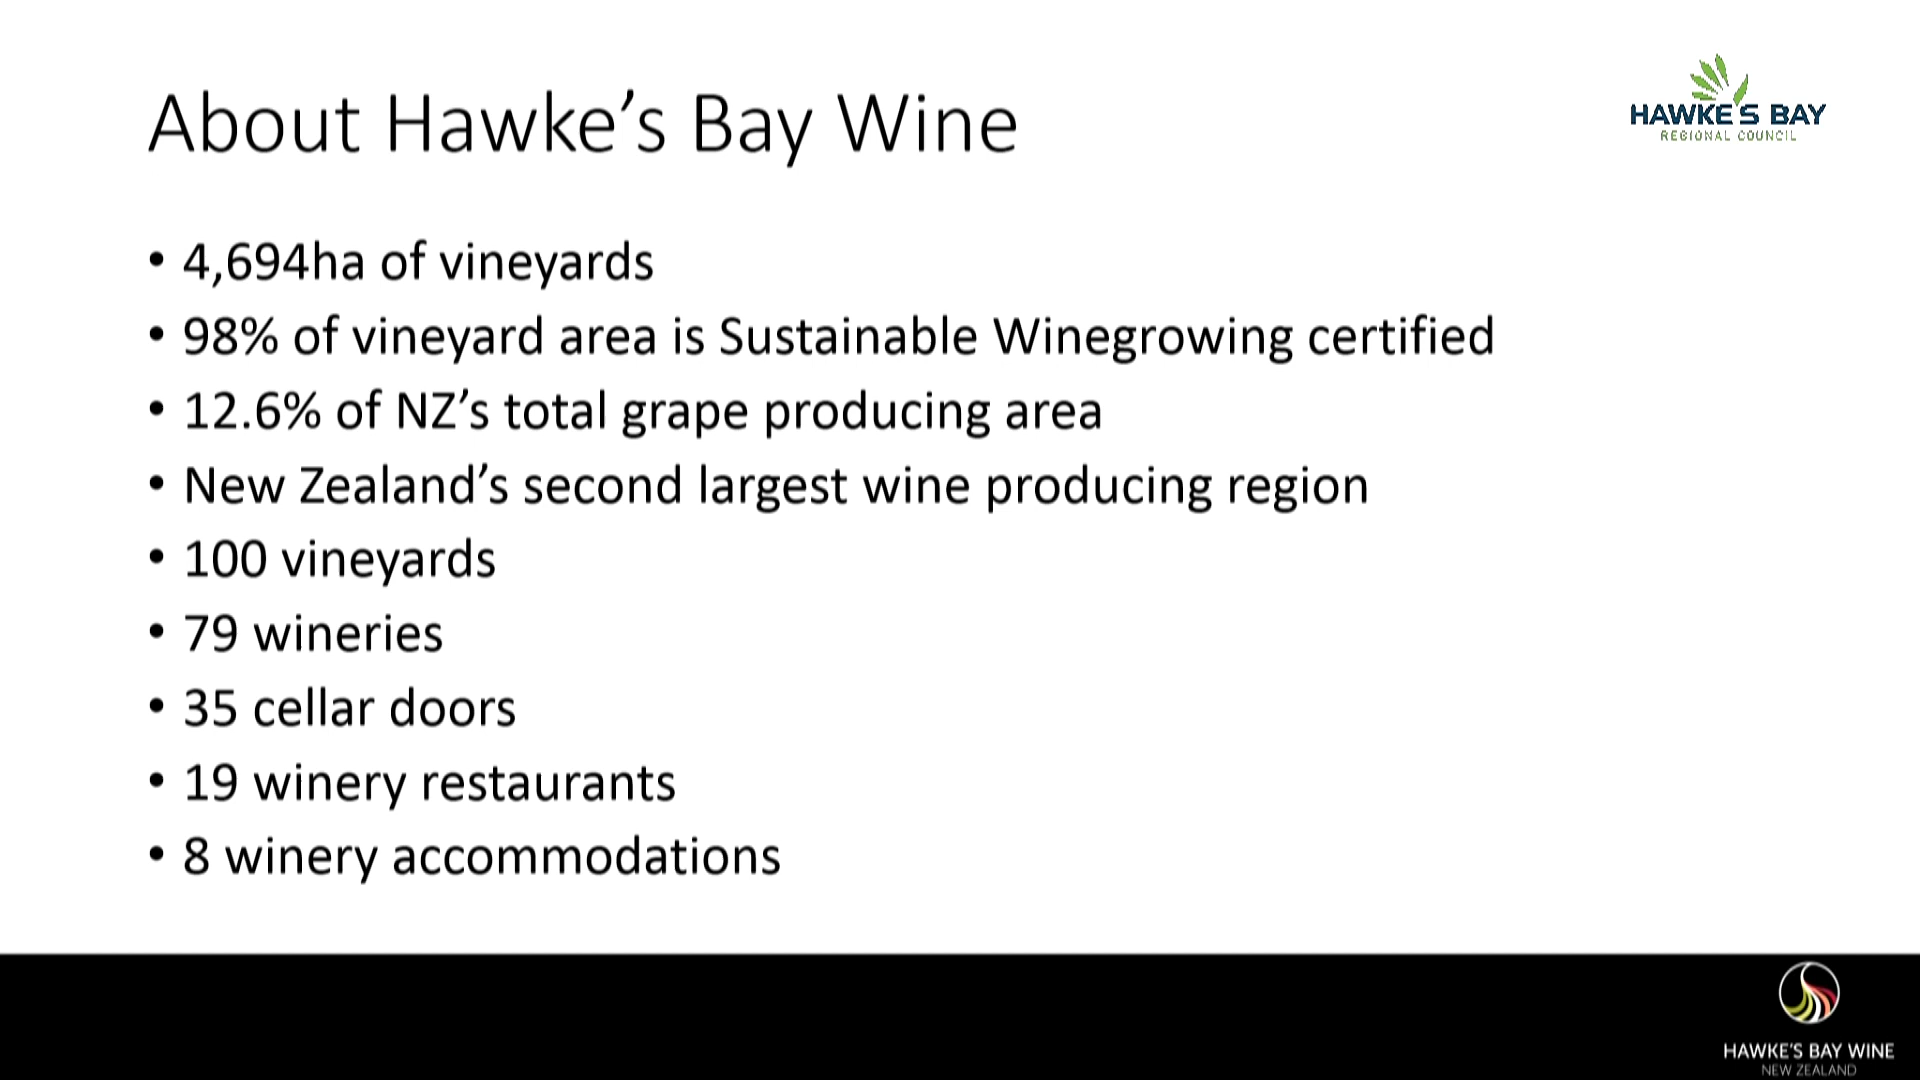 About Hawke’s Bay Wine
HAWKE'S BAY
REGIONAL COUNCIL
• 4,694ha of vineyards
• 98% of vineyard area is Sustainable Winegrowing certified
• 12.6% of NZ’s total grape producing area
• New Zealand’s second largest wine producing region
• 100 vineyards
• 79 wineries
• 35 cellar doors
• 19 winery restaurants
• 8 winery accommodations
HAWKE'S BAY WINE
NEW ZEALAND